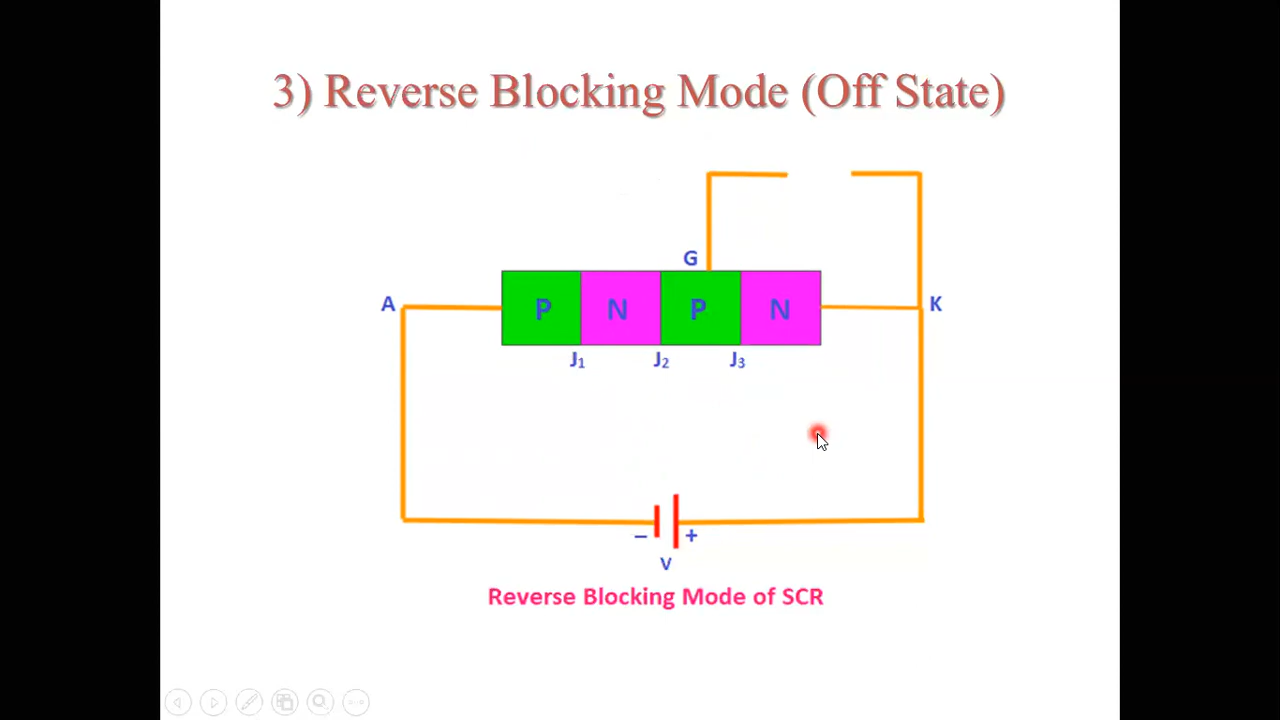 3) Reverse Blocking Mode (Off State)
G
A
P N P N
K
J₁ J₂ J₃
– +
V
Reverse Blocking Mode of SCR